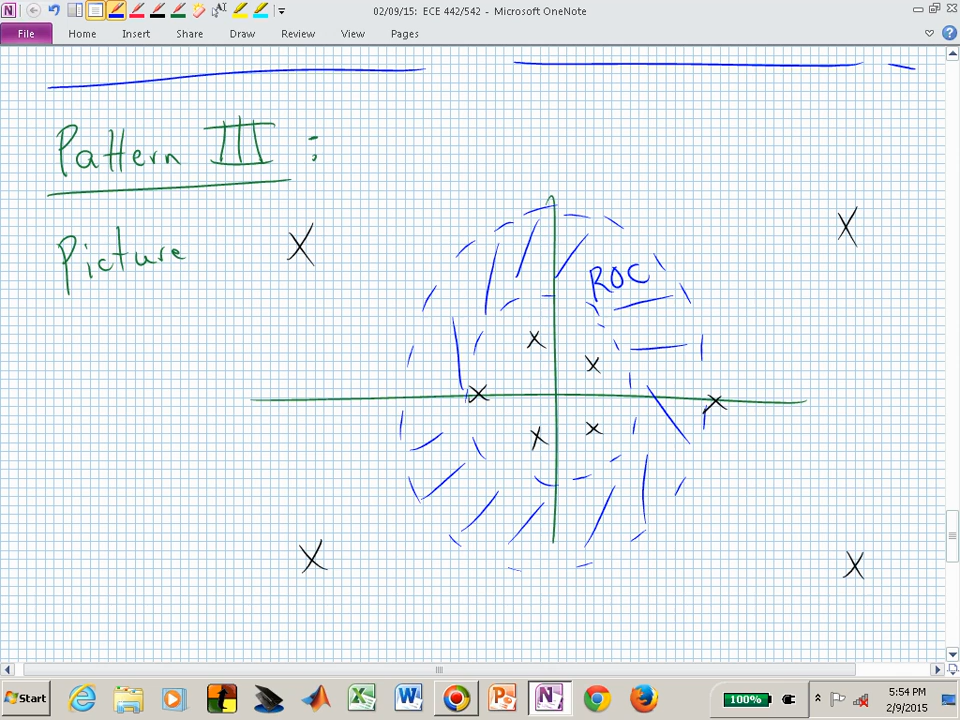 02/09/15: ECE 442/542 - Microsoft OneNote
File Home Insert Share Draw Review View Pages
Pattern III :
Picture
ROC
X X
X X
X X
X X
X X
Start
100%
5:54 PM
2/9/2015